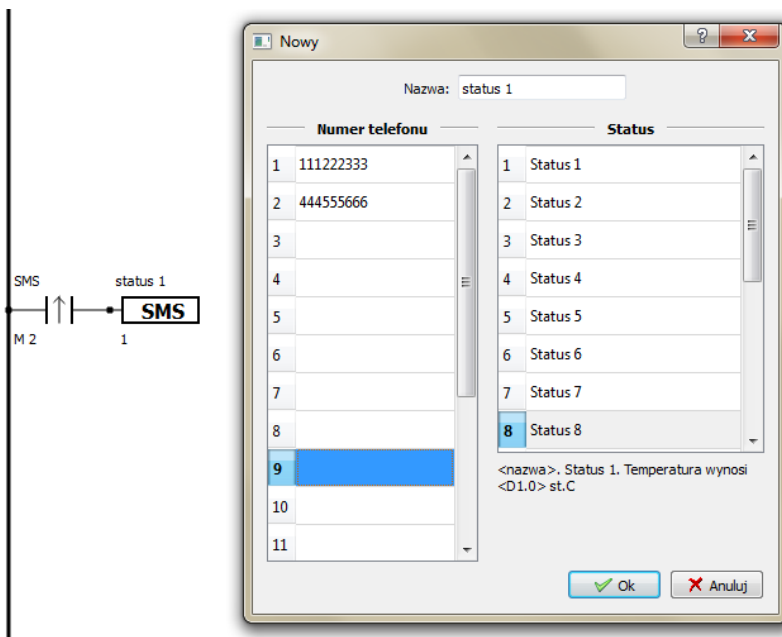 Nowy
Nazwa: status 1
Numer telefonu
1 111222333
2 444555666
3
4
5
6
7
8
9
10
11
Status
1 Status 1
2 Status 2
3 Status 3
4 Status 4
5 Status 5
6 Status 6
7 Status 7
8 Status 8
<nazwa>. Status 1. Temperatura wynosi
<D1.0> st.C
Ok Anuluj
SMS status 1
SMS
M 2 1